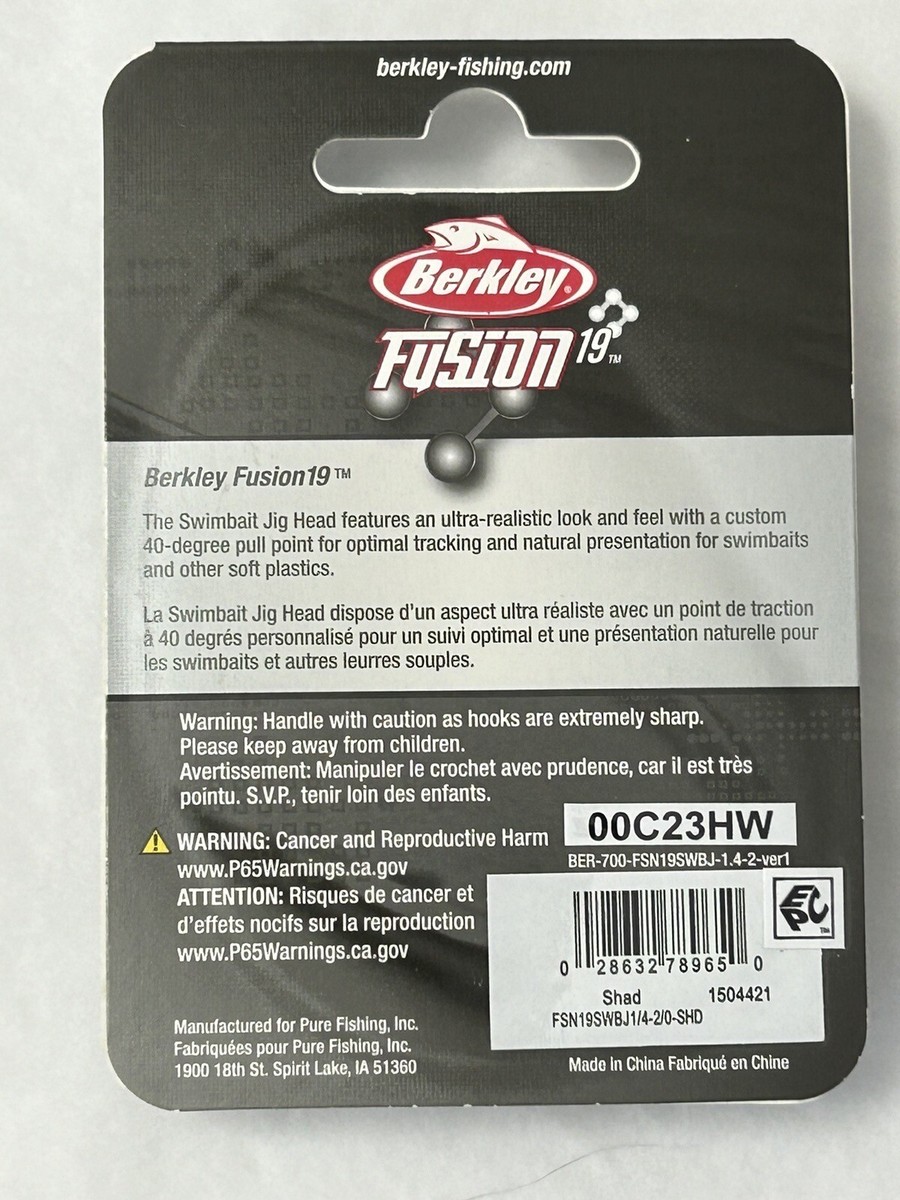 berkley-fishing.com
Berkley®
Fusion19™
Berkley Fusion19™
The Swimbait Jig Head features an ultra-realistic look and feel with a custom
40-degree pull point for optimal tracking and natural presentation for swimbaits
and other soft plastics.
La Swimbait Jig Head dispose d'un aspect ultra réaliste avec un point de traction
à 40 degrés personnalisé pour un suivi optimal et une présentation naturelle pour
les swimbaits et autres leurres souples.
Warning: Handle with caution as hooks are extremely sharp.
Please keep away from children.
Avertissement: Manipuler le crochet avec prudence, car il est très
pointu. S.V.P., tenir loin des enfants.
WARNING: Cancer and Reproductive Harm
www.P65Warnings.ca.gov
ATTENTION: Risques de cancer et
d'effets nocifs sur la reproduction
www.P65Warnings.ca.gov
00C23HW
BER-700-FSN19SWBJ-1.4-2-ver1
EPC™
0 28632 78965 0
Shad 1504421
FSN19SWBJ1/4-2/0-SHD
Manufactured for Pure Fishing, Inc.
Fabriquées pour Pure Fishing, Inc.
1900 18th St. Spirit Lake, IA 51360
Made in China Fabriqué en Chine